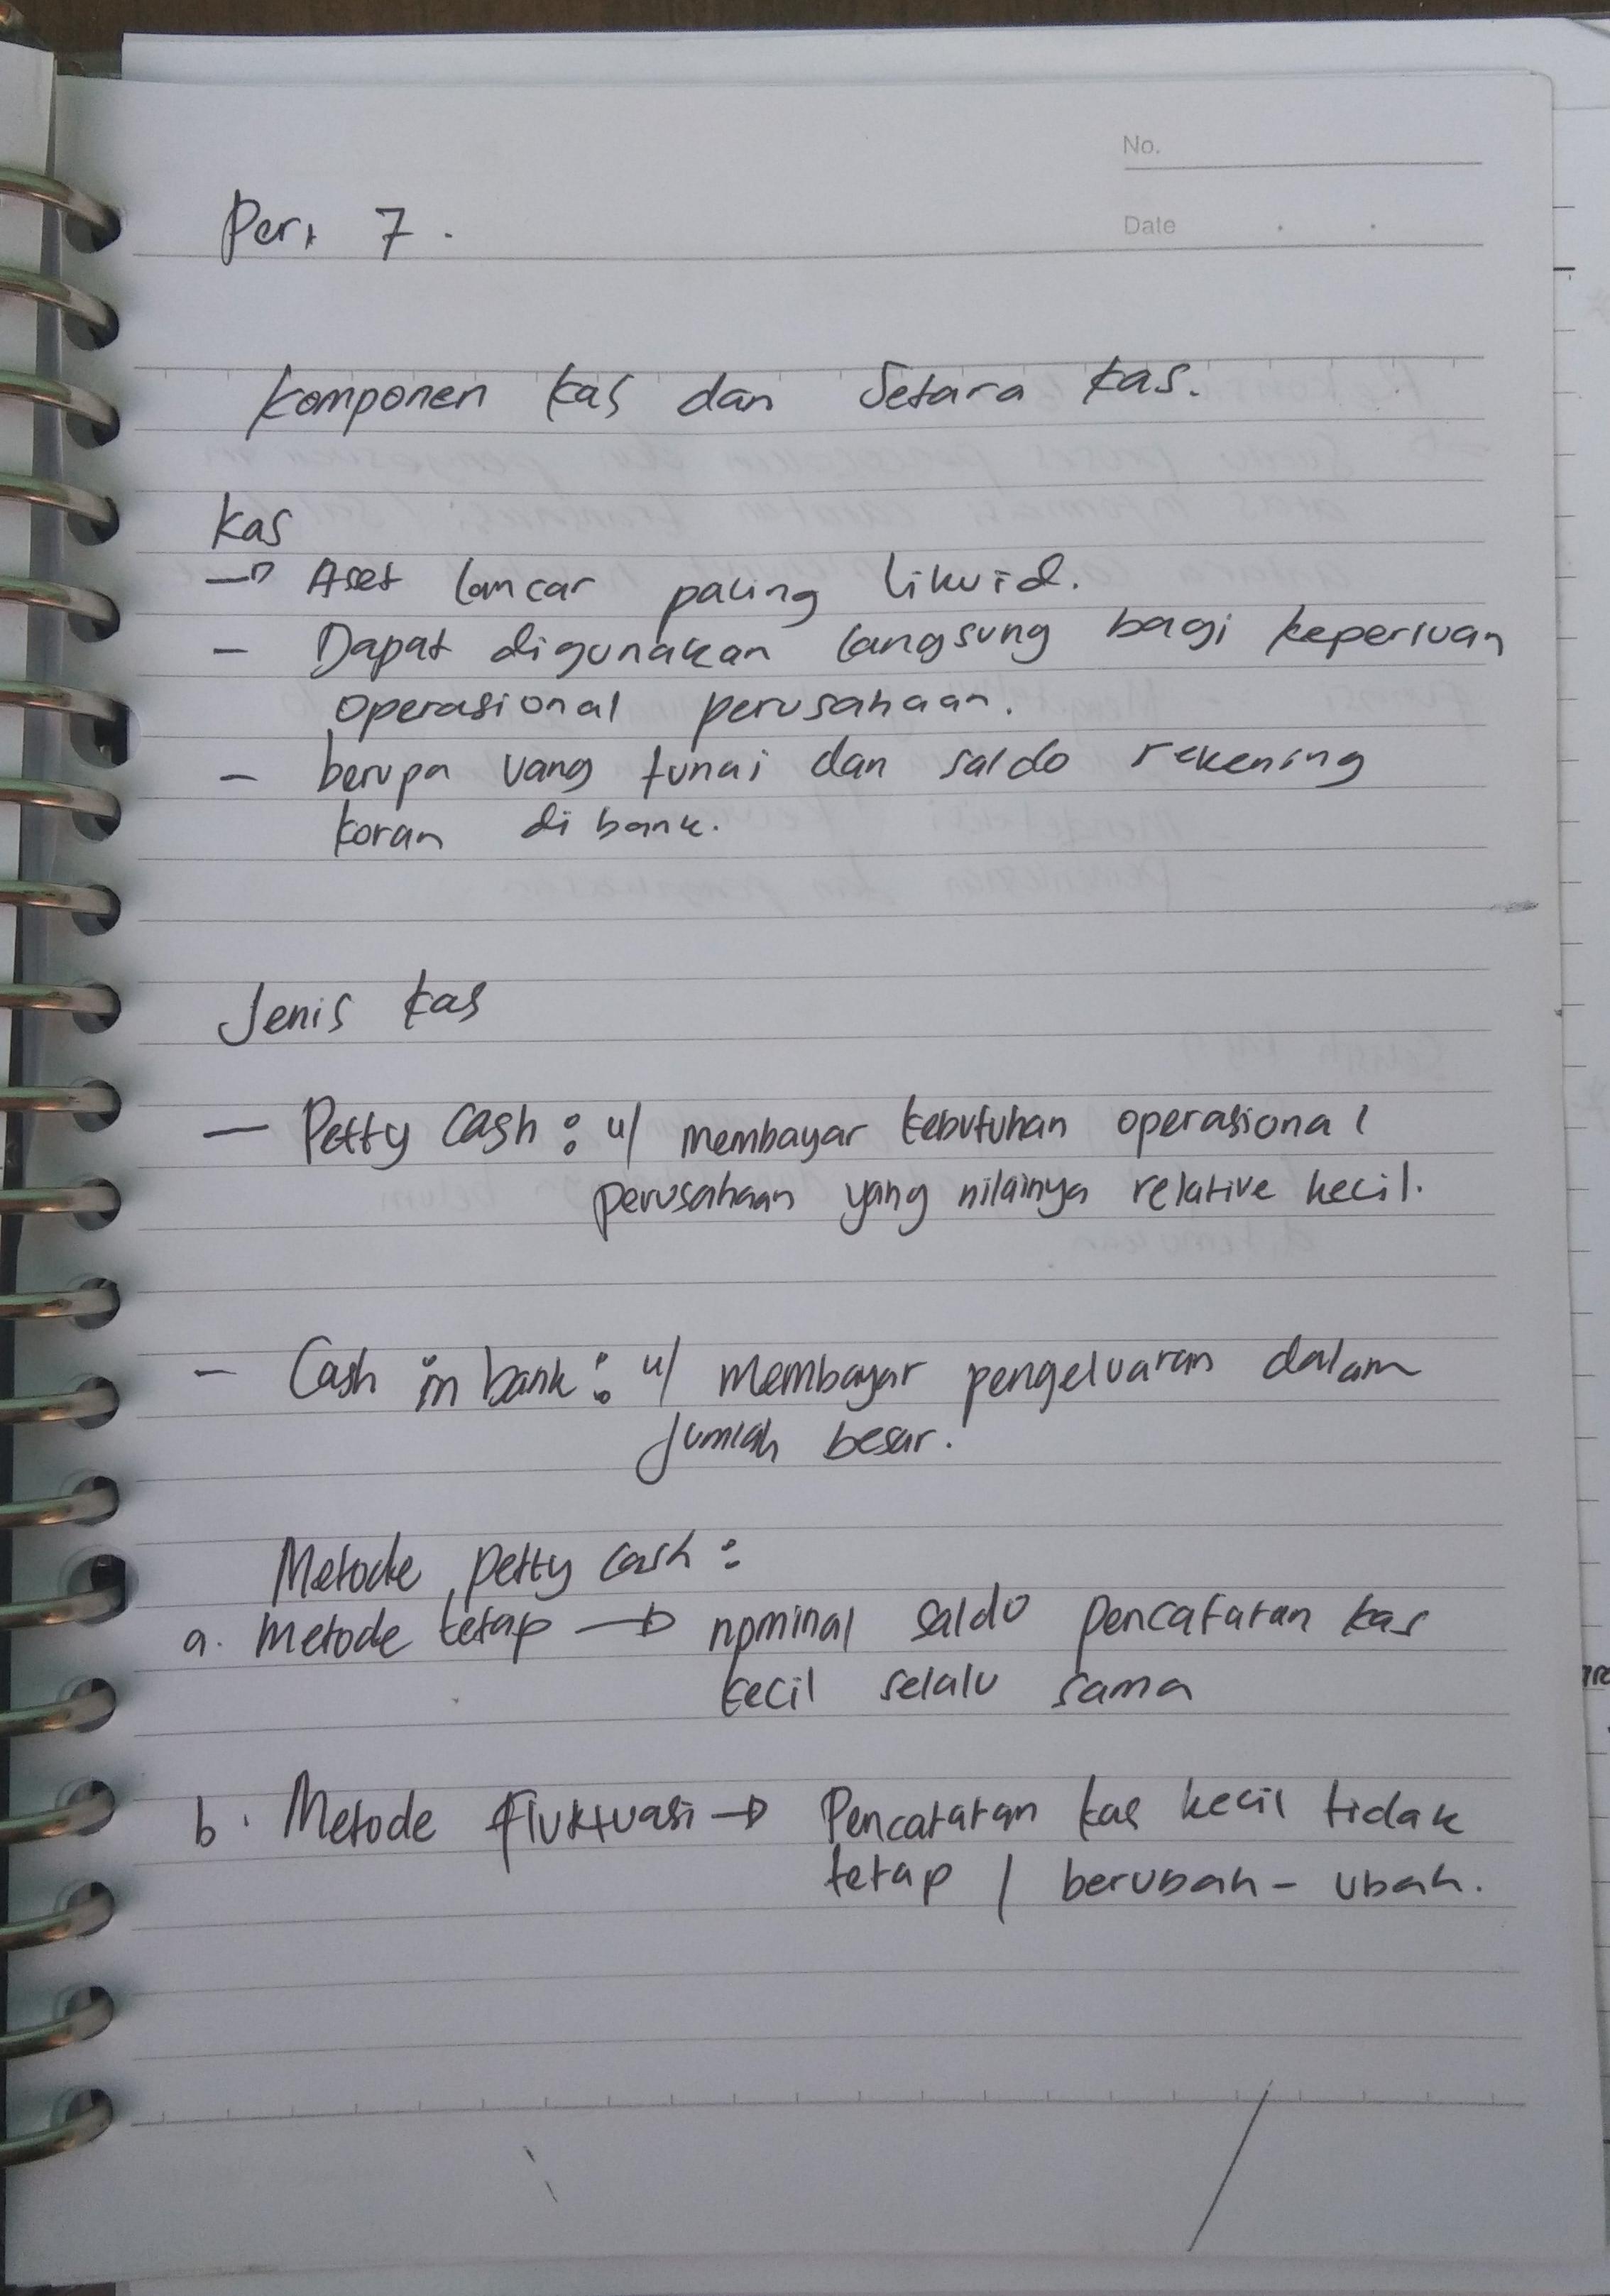 No.
Date
Per. 7.
Komponen kas dan Setara kas.
Kas
→ Aset lancar paling likuid.
- Dapat digunakan langsung bagi keperluan
operasional perusahaan.
- berupa uang tunai dan saldo rekening
koran di bank.
Jenis kas
- Petty cash : u/ membayar kebutuhan operasional
perusahaan yang nilainya relative kecil.
- Cash in bank : u/ membayar pengeluaran dalam
jumlah besar.
Metode petty cash :
a. metode tetap → nominal saldo pencatatan kas
kecil selalu sama
b. Metode fluktuasi → Pencatatan kas kecil tidak
tetap / berubah - ubah.